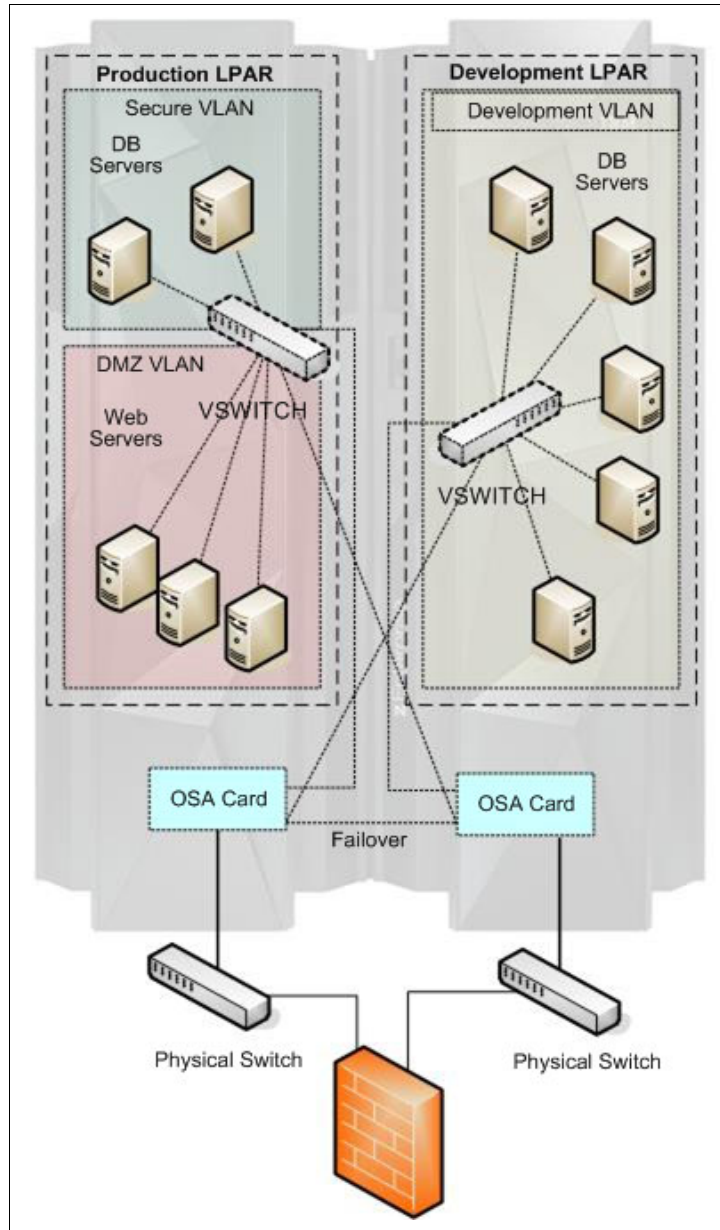 Production LPAR
Secure VLAN
DB
Servers
DMZ VLAN
VSWITCH
Web
Servers
Development LPAR
Development VLAN
DB
Servers
VSWITCH
OSA Card
OSA Card
Failover
Physical Switch
Physical Switch